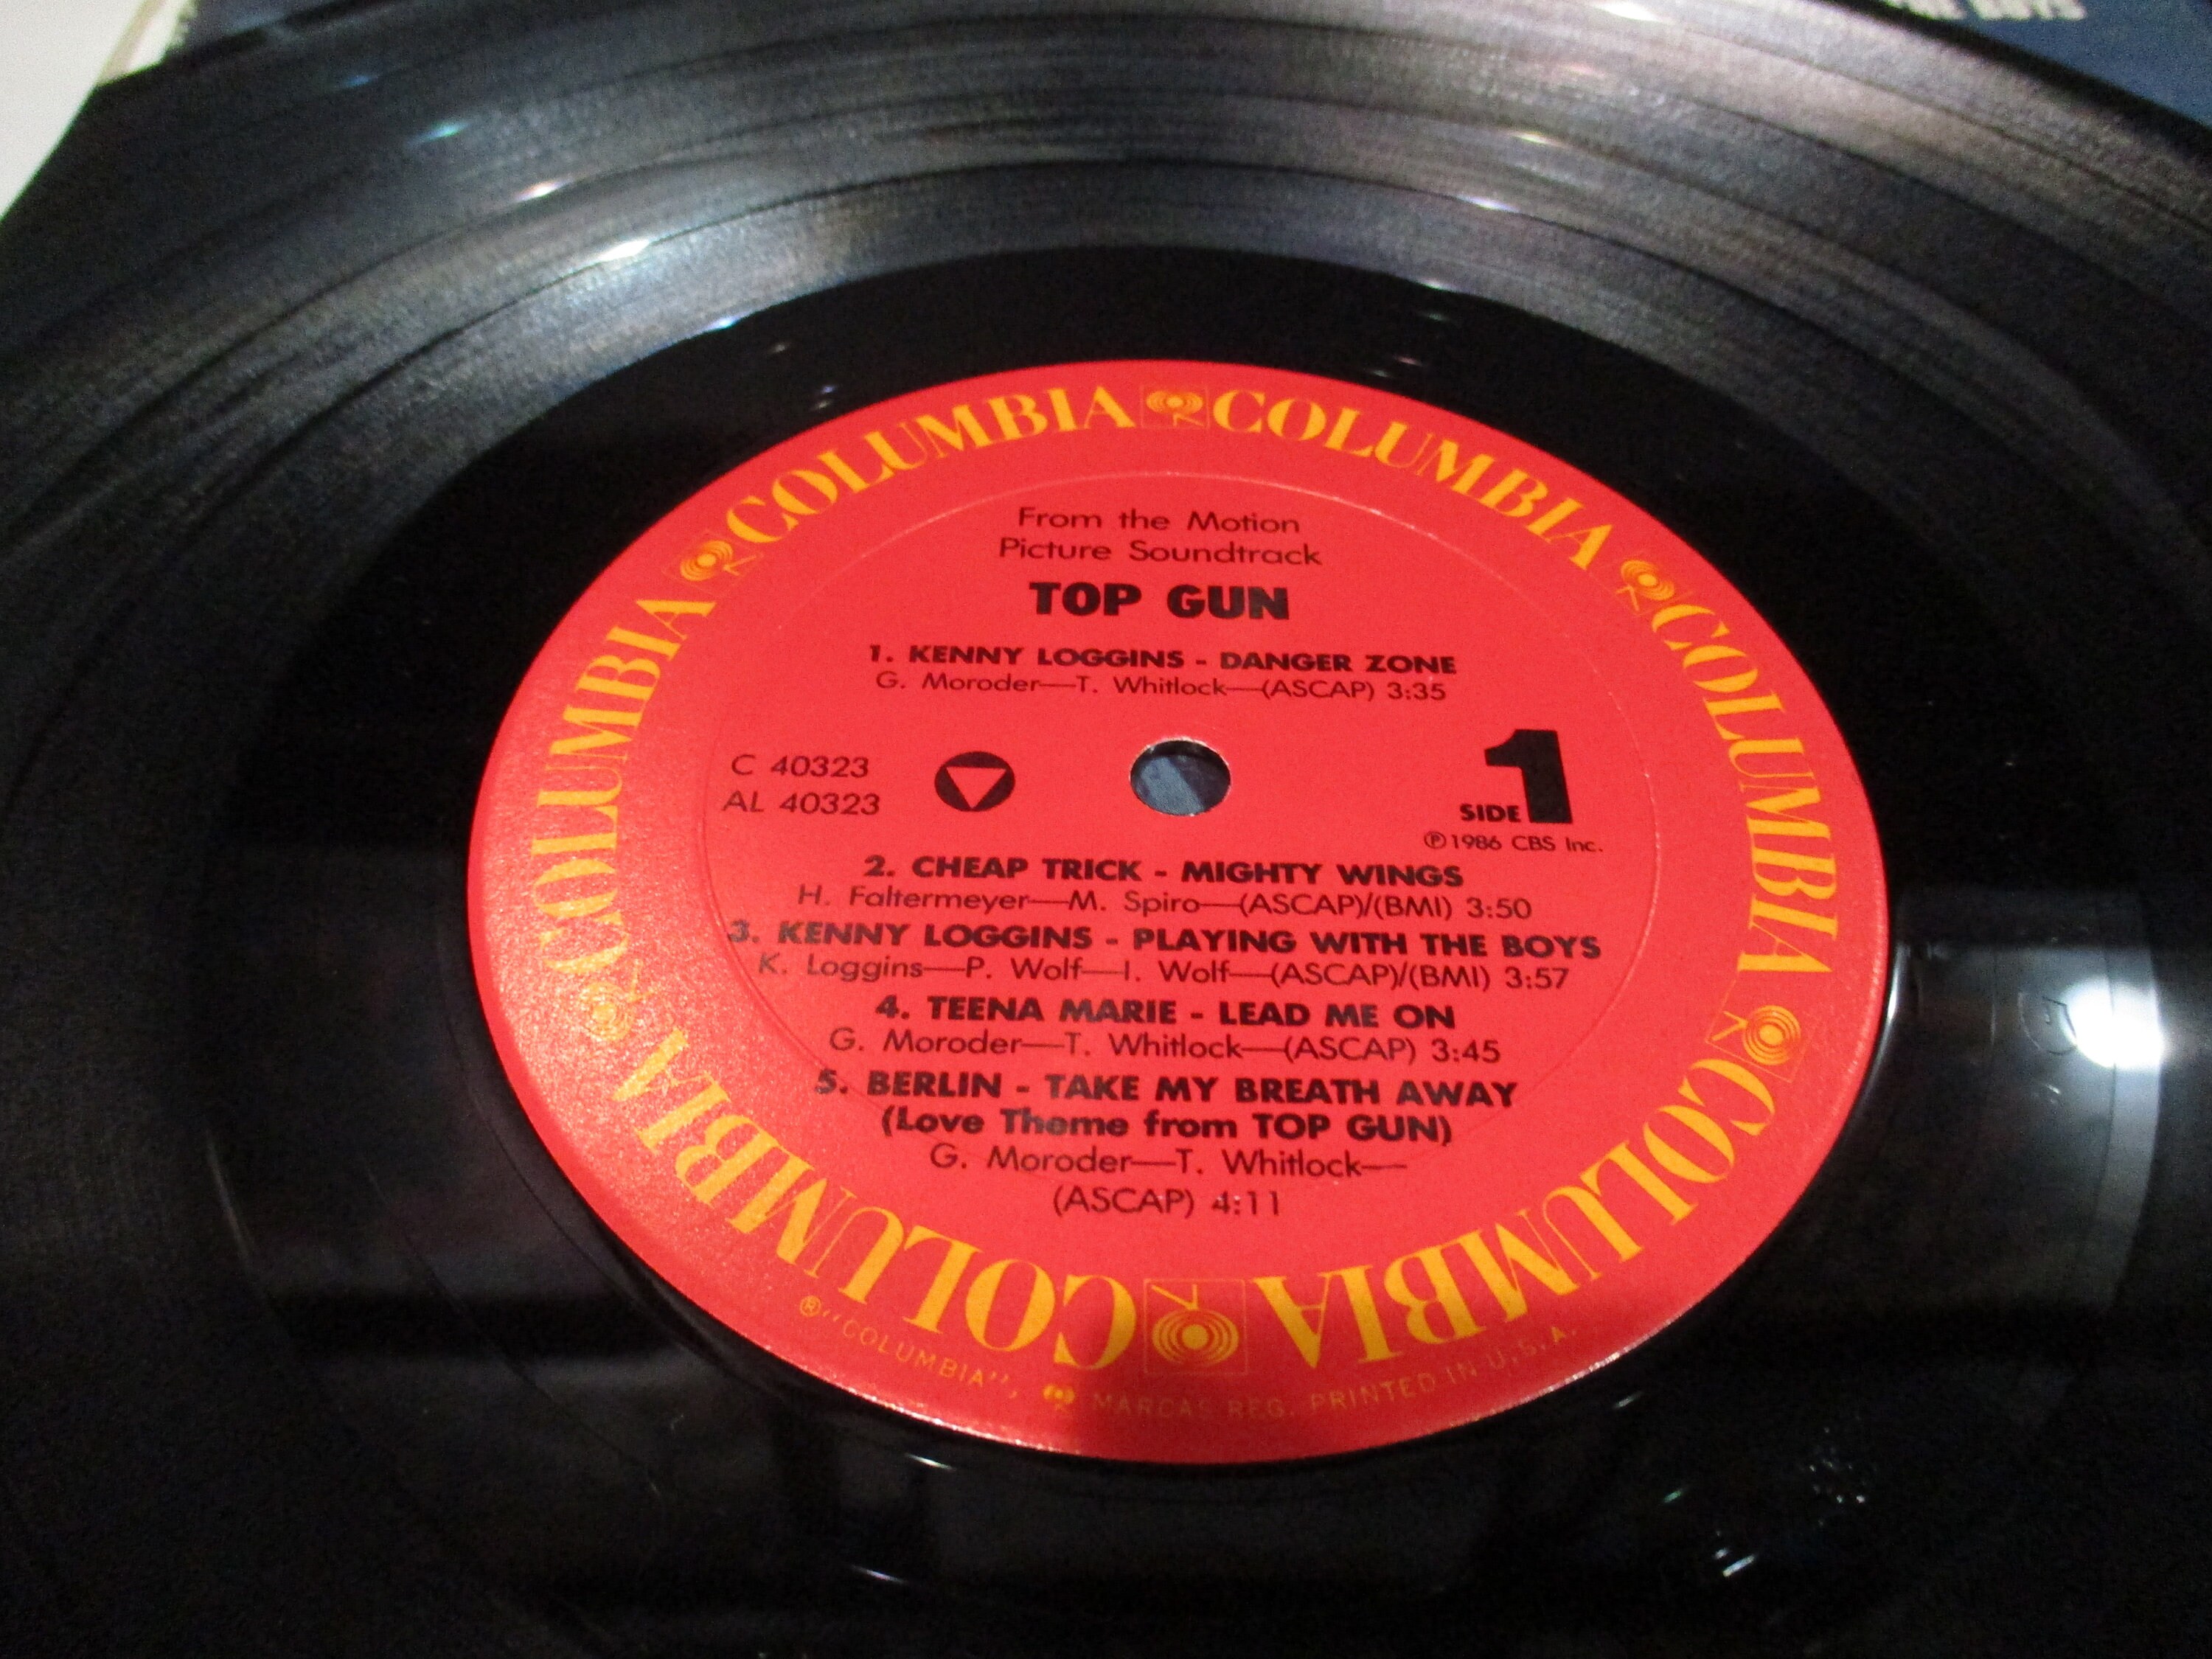 COLUMBIA COLUMBIA COLUMBIA COLUMBIA COLUMBIA COLUMBIA
From the Motion
Picture Soundtrack
TOP GUN
1. KENNY LOGGINS - DANGER ZONE
G. Moroder—T. Whitlock—(ASCAP) 3:35
C 40323
AL 40323
SIDE 1
℗1986 CBS Inc.
2. CHEAP TRICK - MIGHTY WINGS
H. Faltermeyer—M. Spiro—(ASCAP)/(BMI) 3:50
3. KENNY LOGGINS - PLAYING WITH THE BOYS
K. Loggins—P. Wolf—I. Wolf—(ASCAP)/(BMI) 3:57
4. TEENA MARIE - LEAD ME ON
G. Moroder—T. Whitlock—(ASCAP) 3:45
5. BERLIN - TAKE MY BREATH AWAY
(Love Theme from TOP GUN)
G. Moroder—T. Whitlock—
(ASCAP) 4:11
®"COLUMBIA", MARCAS REG. PRINTED IN U.S.A.